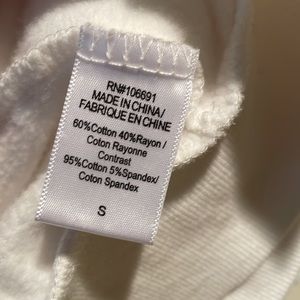 RN#106691
MADE IN CHINA/
FABRIQUE EN CHINE
60%Cotton 40%Rayon/
Coton Rayonne
Contrast
95%Cotton 5%Spandex/
Coton Spandex
S